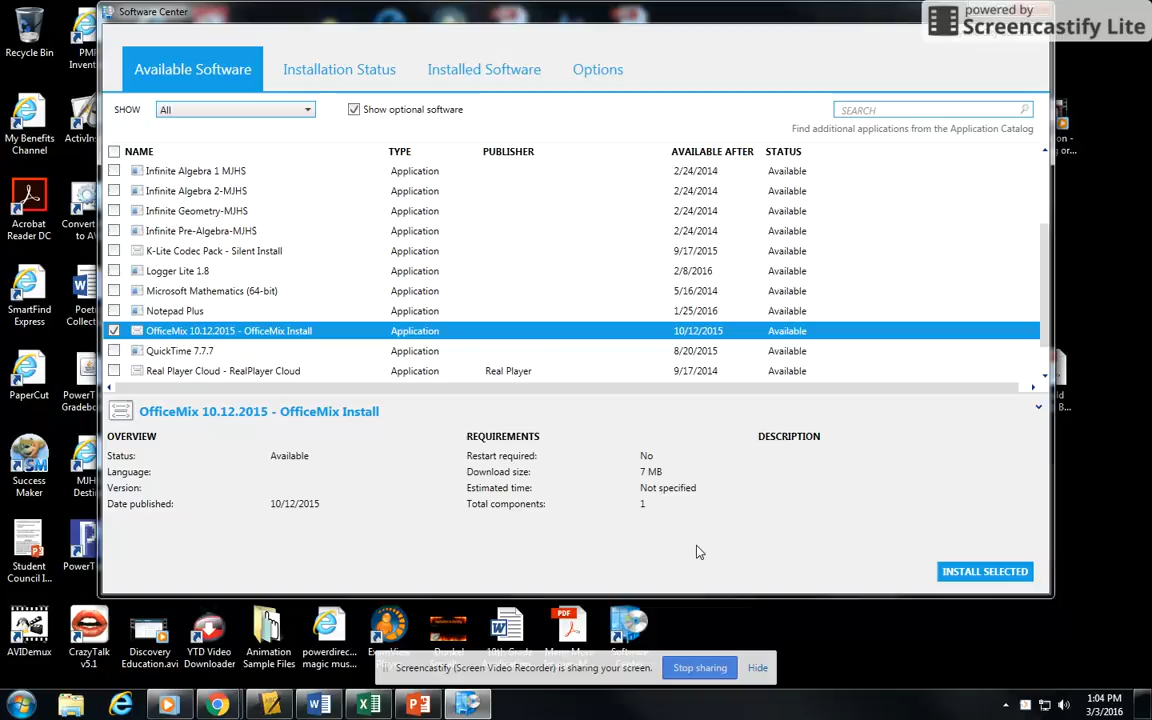 Software Center
powered by
Screencastify Lite
Available Software
Installation Status
Installed Software
Options
SHOW
All
Show optional software
SEARCH
Find additional applications from the Application Catalog
NAME TYPE PUBLISHER AVAILABLE AFTER STATUS
Infinite Algebra 1 MJHS Application 2/24/2014 Available
Infinite Algebra 2-MJHS Application 2/24/2014 Available
Infinite Geometry-MJHS Application 2/24/2014 Available
Infinite Pre-Algebra-MJHS Application 2/24/2014 Available
K-Lite Codec Pack - Silent Install Application 9/17/2015 Available
Logger Lite 1.8 Application 2/8/2016 Available
Microsoft Mathematics (64-bit) Application 5/16/2014 Available
Notepad Plus Application 1/25/2016 Available
OfficeMix 10.12.2015 - OfficeMix Install Application 10/12/2015 Available
QuickTime 7.7.7 Application 8/20/2015 Available
Real Player Cloud - RealPlayer Cloud Application Real Player 9/17/2014 Available
OfficeMix 10.12.2015 - OfficeMix Install
OVERVIEW REQUIREMENTS DESCRIPTION
Status: Available Restart required: No
Language: Download size: 7 MB
Version: Estimated time: Not specified
Date published: 10/12/2015 Total components: 1
INSTALL SELECTED
Recycle Bin
My Benefits
Channel
Acrobat
Reader DC
SmartFind
Express
PaperCut
Success
Maker
Student
Council I...
AVIDemux
CrazyTalk
v5.1
Discovery
Education.avi
YTD Video
Downloader
Animation
Sample Files
powerdirec...
magic mus...
PDF
Screencastify (Screen Video Recorder) is sharing your screen.
Stop sharing
Hide
1:04 PM
3/3/2016